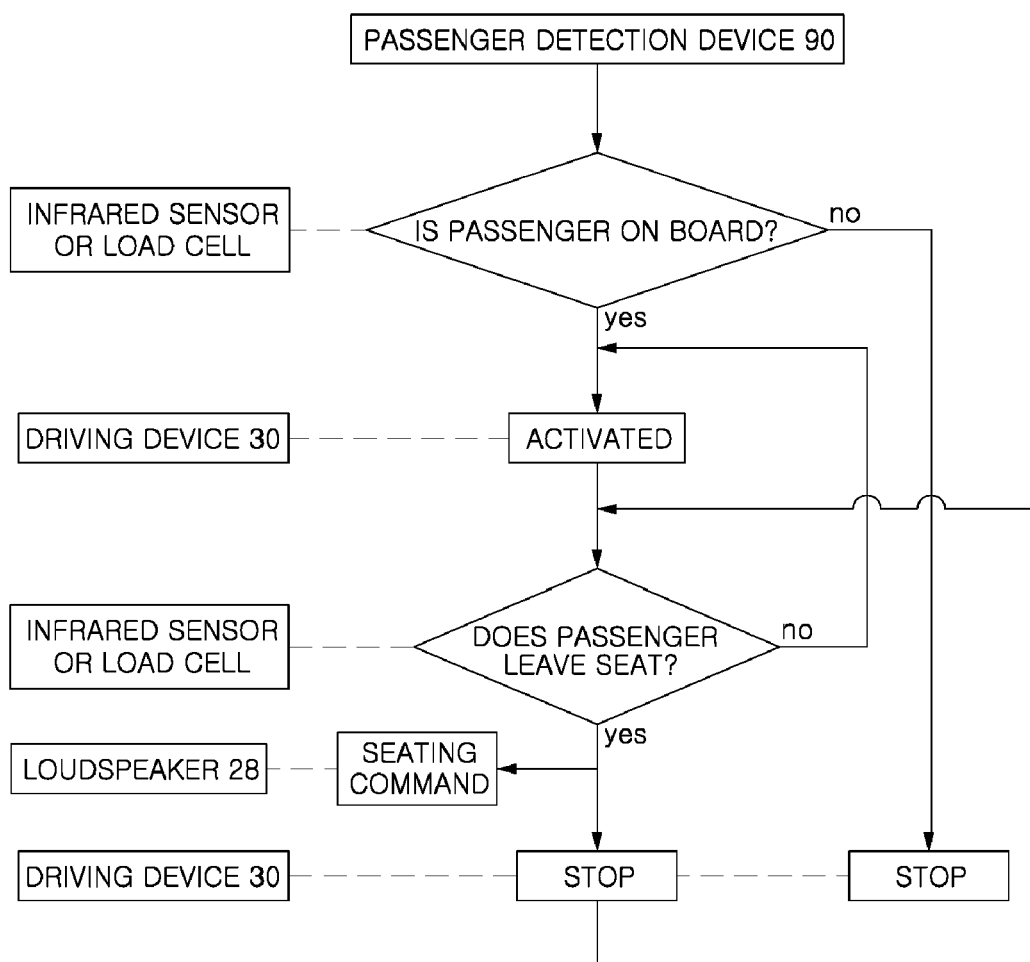 PASSENGER DETECTION DEVICE 90
INFRARED SENSOR
OR LOAD CELL
IS PASSENGER ON BOARD?
no
yes
DRIVING DEVICE 30
ACTIVATED
INFRARED SENSOR
OR LOAD CELL
DOES PASSENGER
LEAVE SEAT?
no
yes
LOUDSPEAKER 28
SEATING
COMMAND
DRIVING DEVICE 30
STOP
STOP